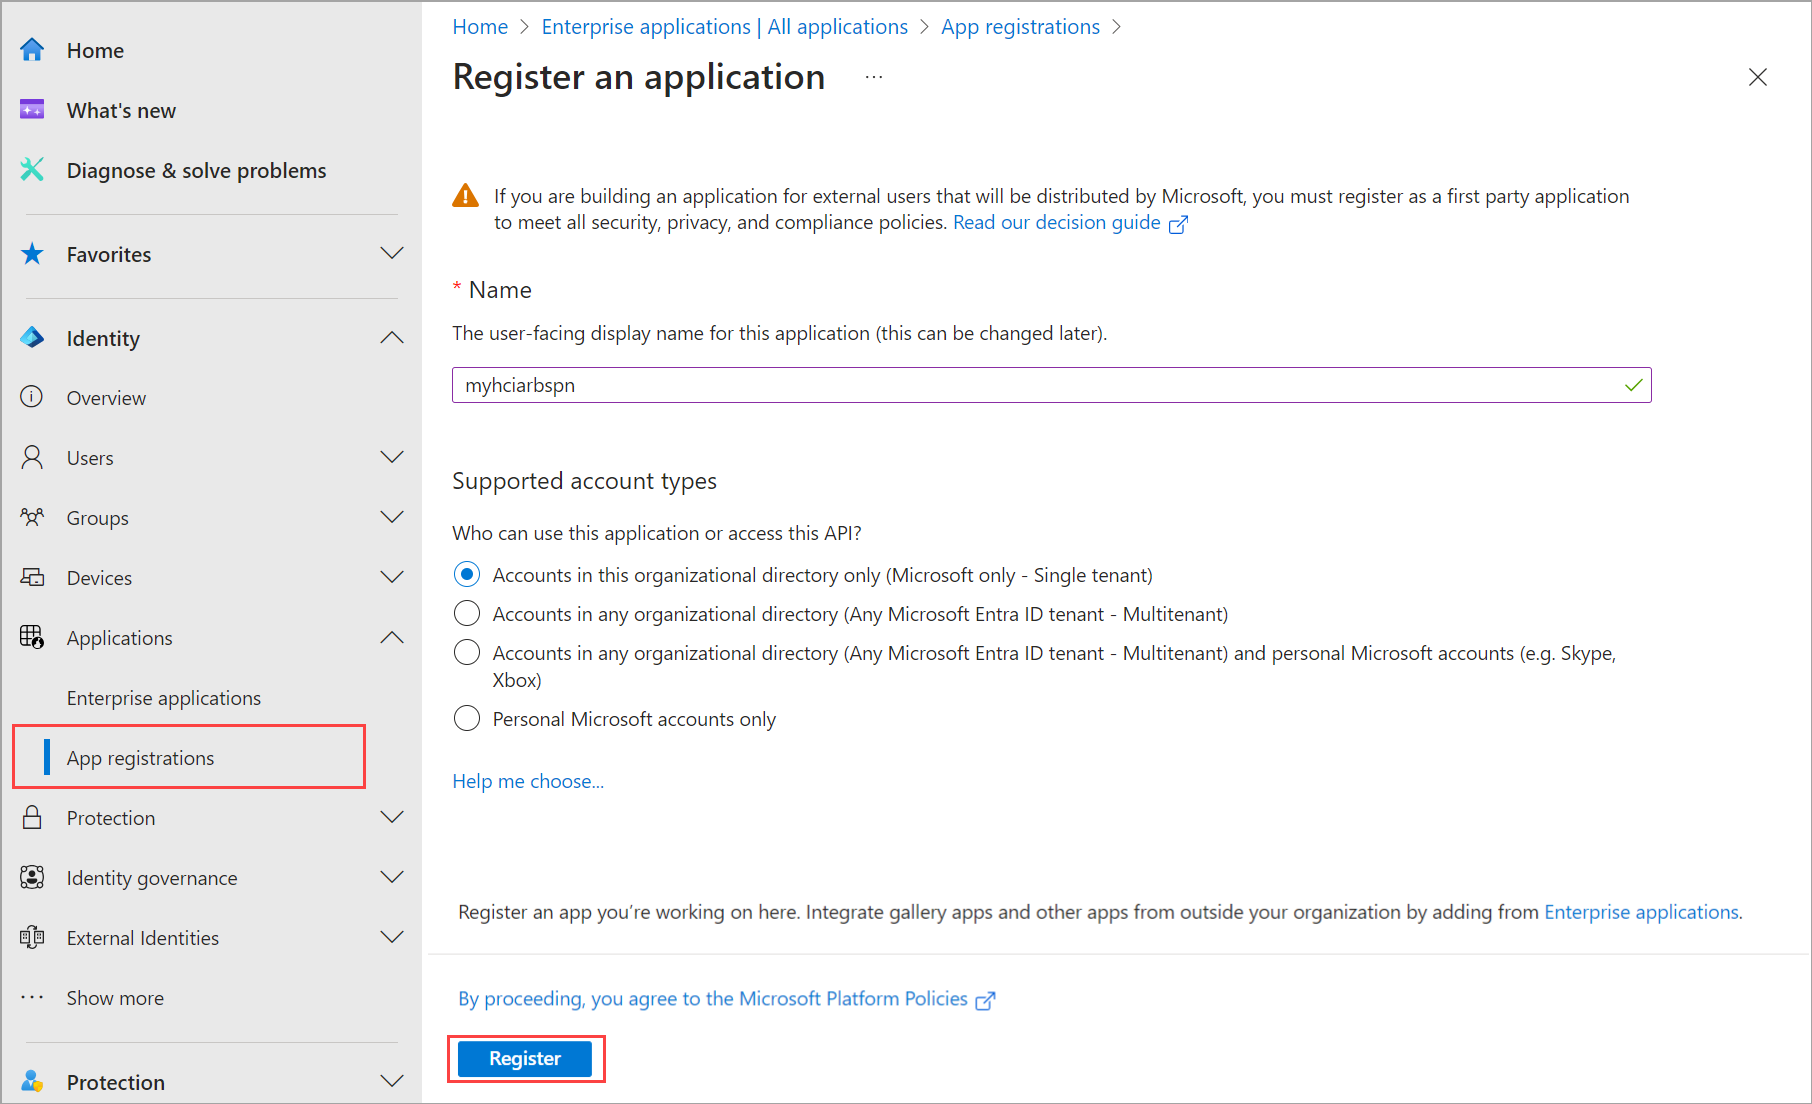 Home
What's new
Diagnose & solve problems
Favorites
Identity
Overview
Users
Groups
Devices
Applications
Enterprise applications
App registrations
Protection
Identity governance
External Identities
Show more
Protection
Home > Enterprise applications | All applications > App registrations >
Register an application ...
If you are building an application for external users that will be distributed by Microsoft, you must register as a first party application
to meet all security, privacy, and compliance policies. Read our decision guide
* Name
The user-facing display name for this application (this can be changed later).
myhciarbspn
Supported account types
Who can use this application or access this API?
Accounts in this organizational directory only (Microsoft only - Single tenant)
Accounts in any organizational directory (Any Microsoft Entra ID tenant - Multitenant)
Accounts in any organizational directory (Any Microsoft Entra ID tenant - Multitenant) and personal Microsoft accounts (e.g. Skype,
Xbox)
Personal Microsoft accounts only
Help me choose...
Register an app you’re working on here. Integrate gallery apps and other apps from outside your organization by adding from Enterprise applications.
By proceeding, you agree to the Microsoft Platform Policies
Register